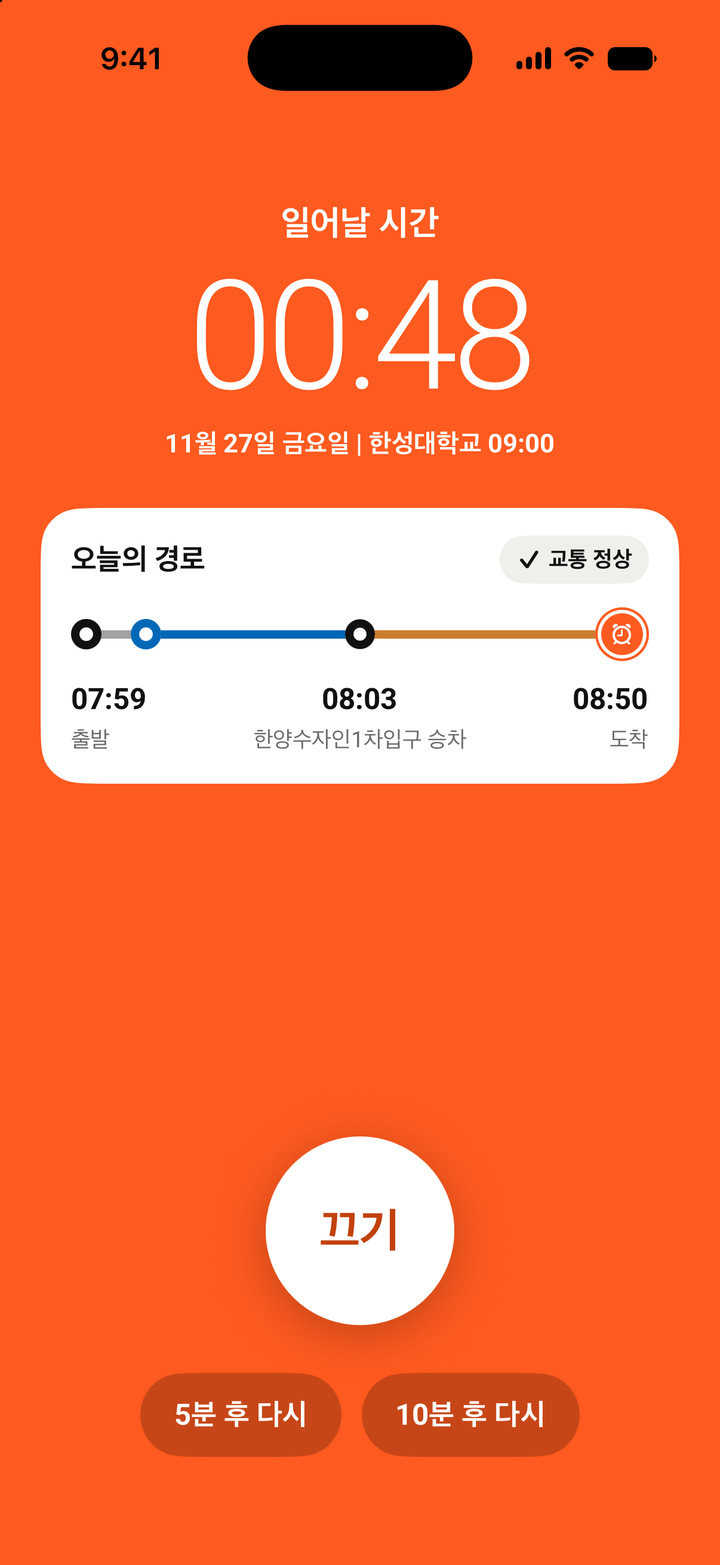 9:41
일어날 시간
00:48
11월 27일 금요일 | 한성대학교 09:00
오늘의 경로
교통 정상
07:59 08:03 08:50
출발 한양수자인1차입구 승차 도착
끄기
5분 후 다시 10분 후 다시